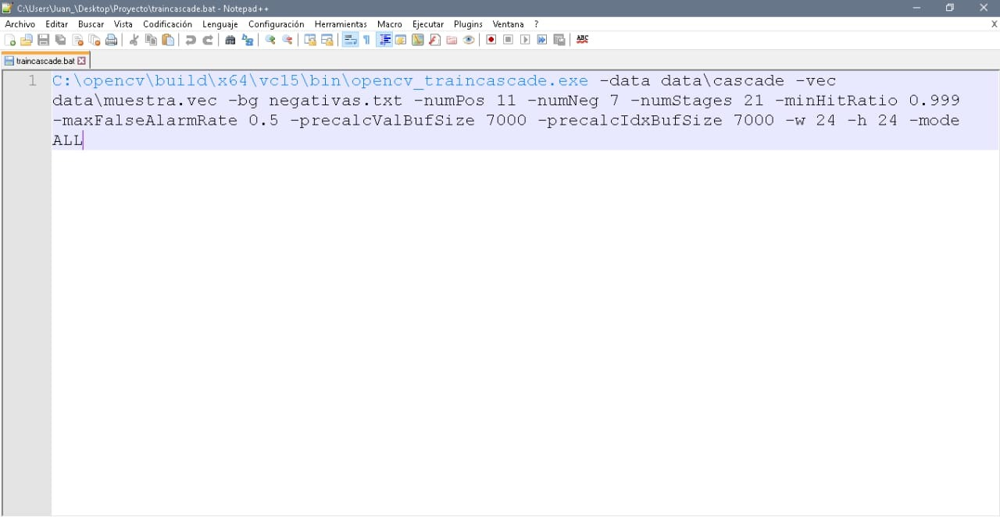 C:\Users\Juan_\Desktop\Proyecto\traincascade.bat - Notepad++
Archivo Editar Buscar Vista Codificación Lenguaje Configuración Herramientas Macro Ejecutar Plugins Ventana ? X
ABC
traincascade.bat
1 C:\opencv\build\x64\vc15\bin\opencv_traincascade.exe -data data\cascade -vec
data\muestra.vec -bg negativas.txt -numPos 11 -numNeg 7 -numStages 21 -minHitRatio 0.999
-maxFalseAlarmRate 0.5 -precalcValBufSize 7000 -precalcIdxBufSize 7000 -w 24 -h 24 -mode
ALL